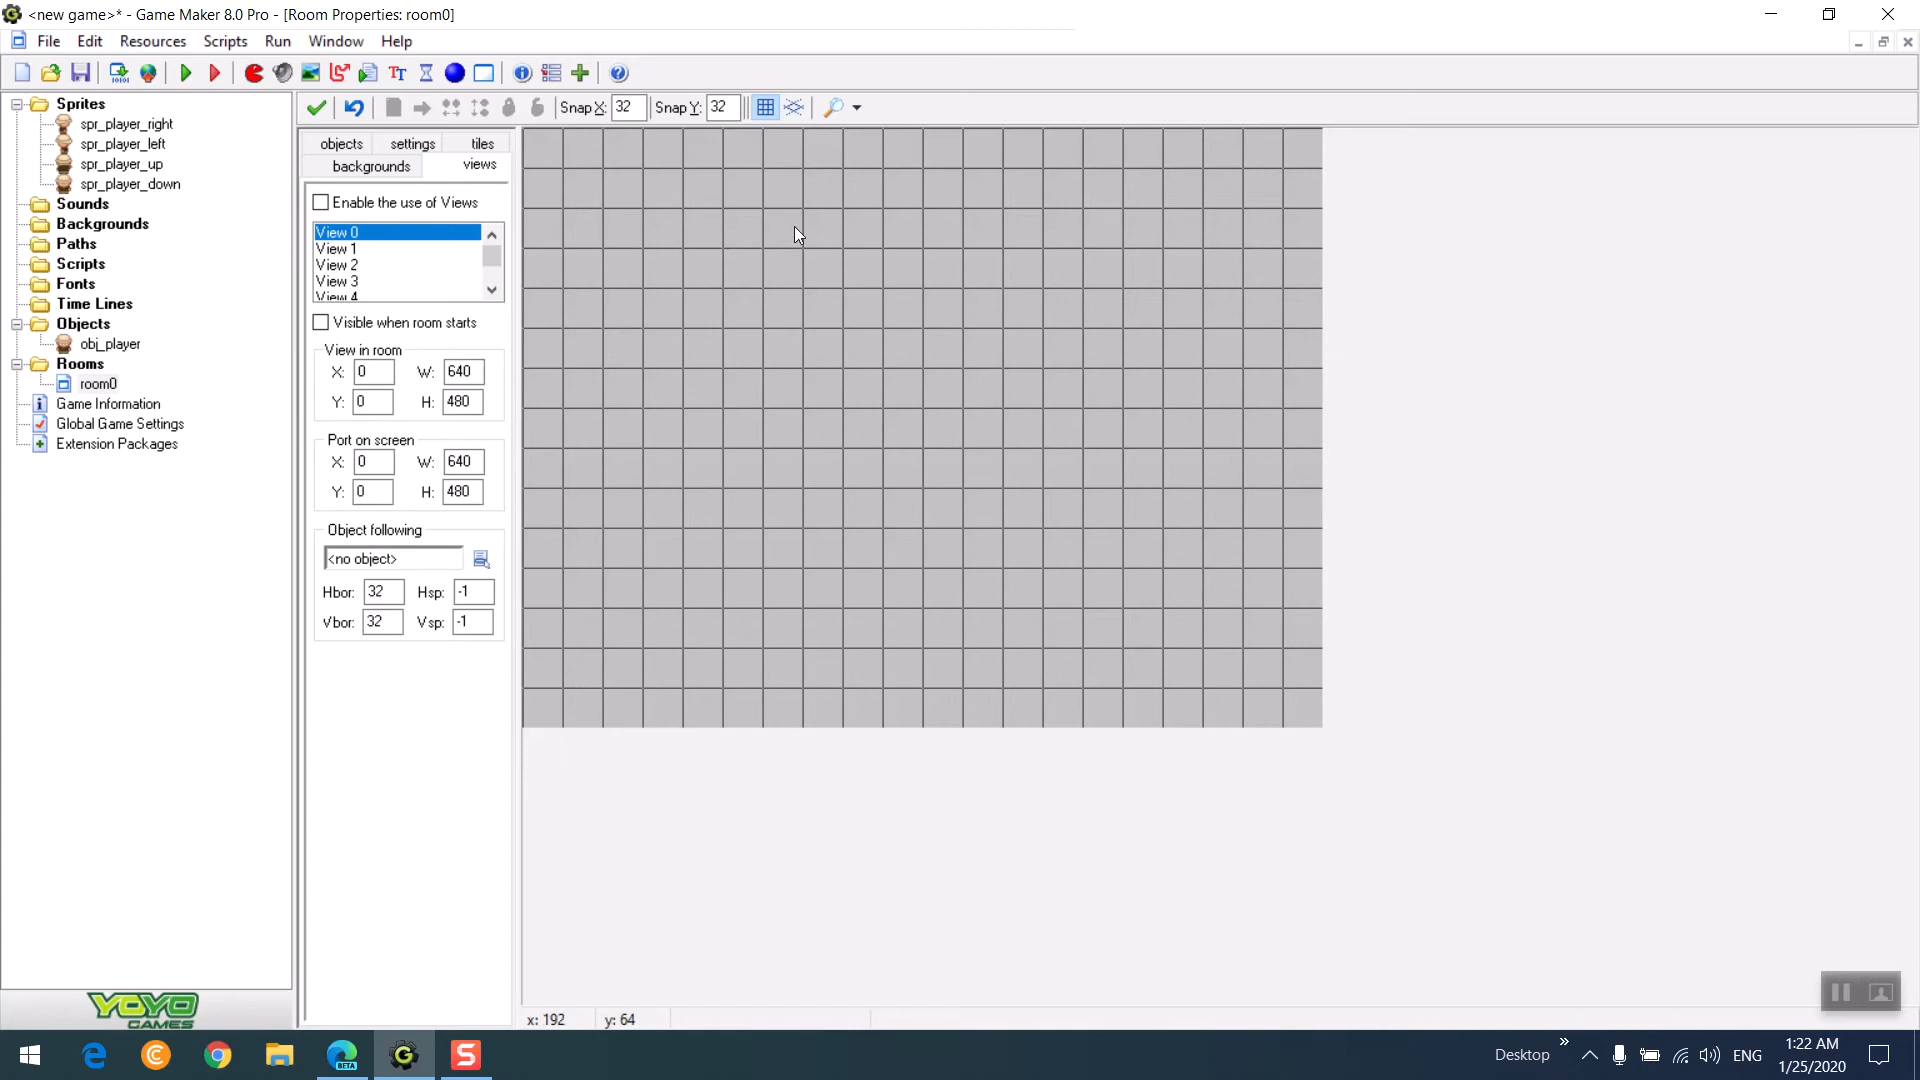 <new game>* - Game Maker 8.0 Pro - [Room Properties: room0]
File Edit Resources Scripts Run Window Help
Snap X: 32 Snap Y: 32
Sprites
spr_player_right
spr_player_left
spr_player_up
spr_player_down
Sounds
Backgrounds
Paths
Scripts
Fonts
Time Lines
Objects
obj_player
Rooms
room0
Game Information
Global Game Settings
Extension Packages
YOYO
GAMES
objects settings tiles
backgrounds views
Enable the use of Views
View 0
View 1
View 2
View 3
View 4
Visible when room starts
View in room
X: 0 W: 640
Y: 0 H: 480
Port on screen
X: 0 W: 640
Y: 0 H: 480
Object following
<no object>
Hbor: 32 Hsp: -1
Vbor: 32 Vsp: -1
x: 192 y: 64
BETA
Desktop » ENG
1:22 AM
1/25/2020